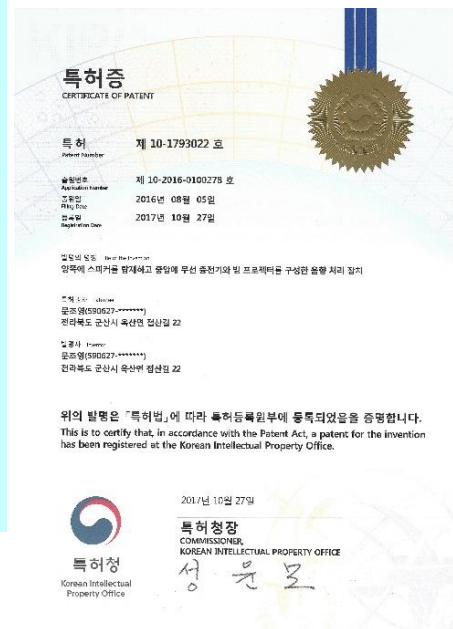 특허증
CERTIFICATE OF PATENT
특 허 제 10-1793022 호
Patent Number
출원번호 제 10-2016-0100278 호
Application Number
출원일 2016년 08월 05일
Filing Date
등록일 2017년 10월 27일
Registration Date
발명의 명칭 Title of the Invention
양쪽에 스피커를 탑재하고 중앙에 무선 충전기와 빔 프로젝터를 구성한 음향 처리 장치
특허권자 Patentee
문조영(590627-*******)
전라북도 군산시 옥산면 접산길 22
발명자 Inventor
문조영(590627-*******)
전라북도 군산시 옥산면 접산길 22
위의 발명은 「특허법」에 따라 특허등록원부에 등록되었음을 증명합니다.
This is to certify that, in accordance with the Patent Act, a patent for the invention
has been registered at the Korean Intellectual Property Office.
2017년 10월 27일
특허청장
COMMISSIONER,
KOREAN INTELLECTUAL PROPERTY OFFICE
성윤모
특허청
Korean Intellectual
Property Office